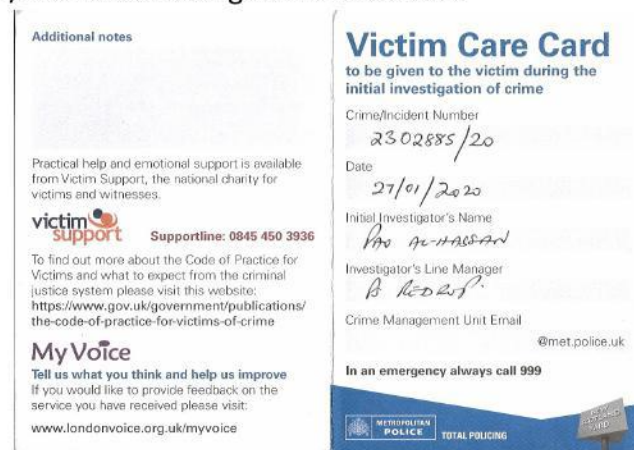 Additional notes
Practical help and emotional support is available
from Victim Support, the national charity for
victims and witnesses.
victim
support
Supportline: 0845 450 3936
To find out more about the Code of Practice for
Victims and what to expect from the criminal
justice system please visit this website:
https://www.gov.uk/government/publications/
the-code-of-practice-for-victims-of-crime
My Voice
Tell us what you think and help us improve
If you would like to provide feedback on the
service you have received please visit:
www.londonvoice.org.uk/myvoice
Victim Care Card
to be given to the victim during the
initial investigation of crime
Crime/Incident Number
2302885/20
Date
27/01/2020
Initial Investigator's Name
AL-HASSAN
Investigator's Line Manager
B
Crime Management Unit Email
@met.police.uk
In an emergency always call 999
METROPOLITAN
POLICE
TOTAL POLICING
NEW
SCOTLAND
YARD